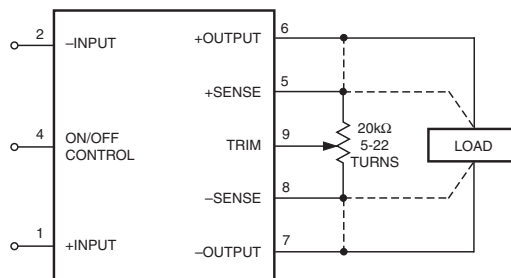 6
2
–INPUT
+OUTPUT
5
+SENSE
20kΩ
4
ON/OFF
CONTROL
TRIM
9
5-22
TURNS
LOAD
8
–SENSE
1
+INPUT
7
–OUTPUT